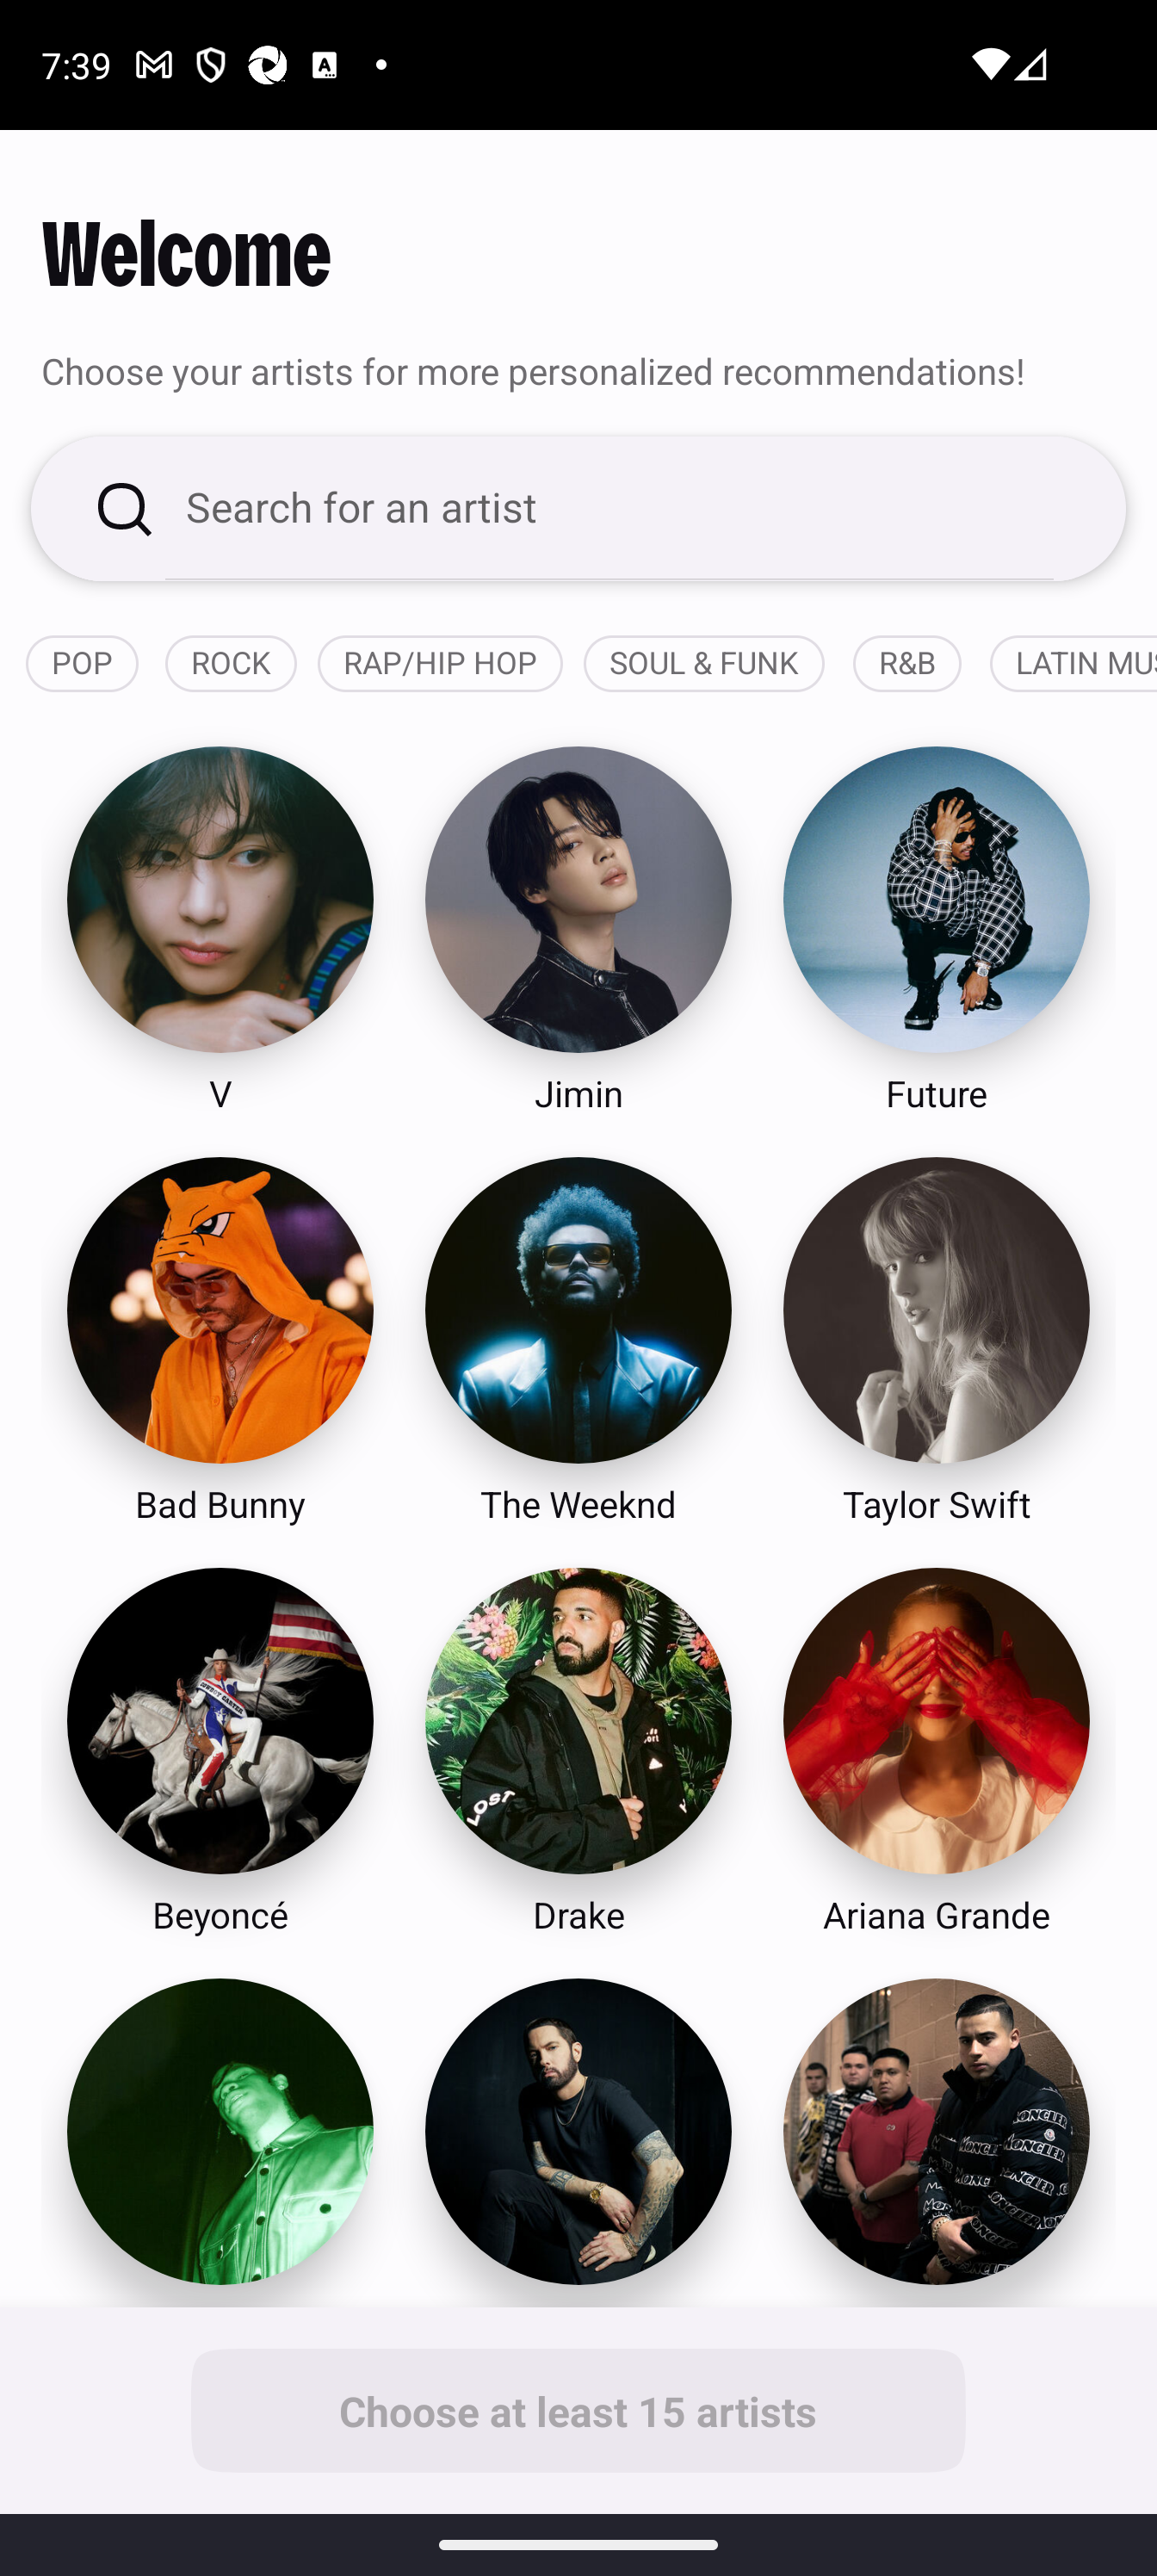 7:39
Welcome
Choose your artists for more personalized recommendations!
Search for an artist
POP ROCK RAP/HIP HOP SOUL & FUNK R&B LATIN MUS
V Jimin Future
Bad Bunny The Weeknd Taylor Swift
LOST
Beyoncé Drake Ariana Grande
MONCLER
Choose at least 15 artists